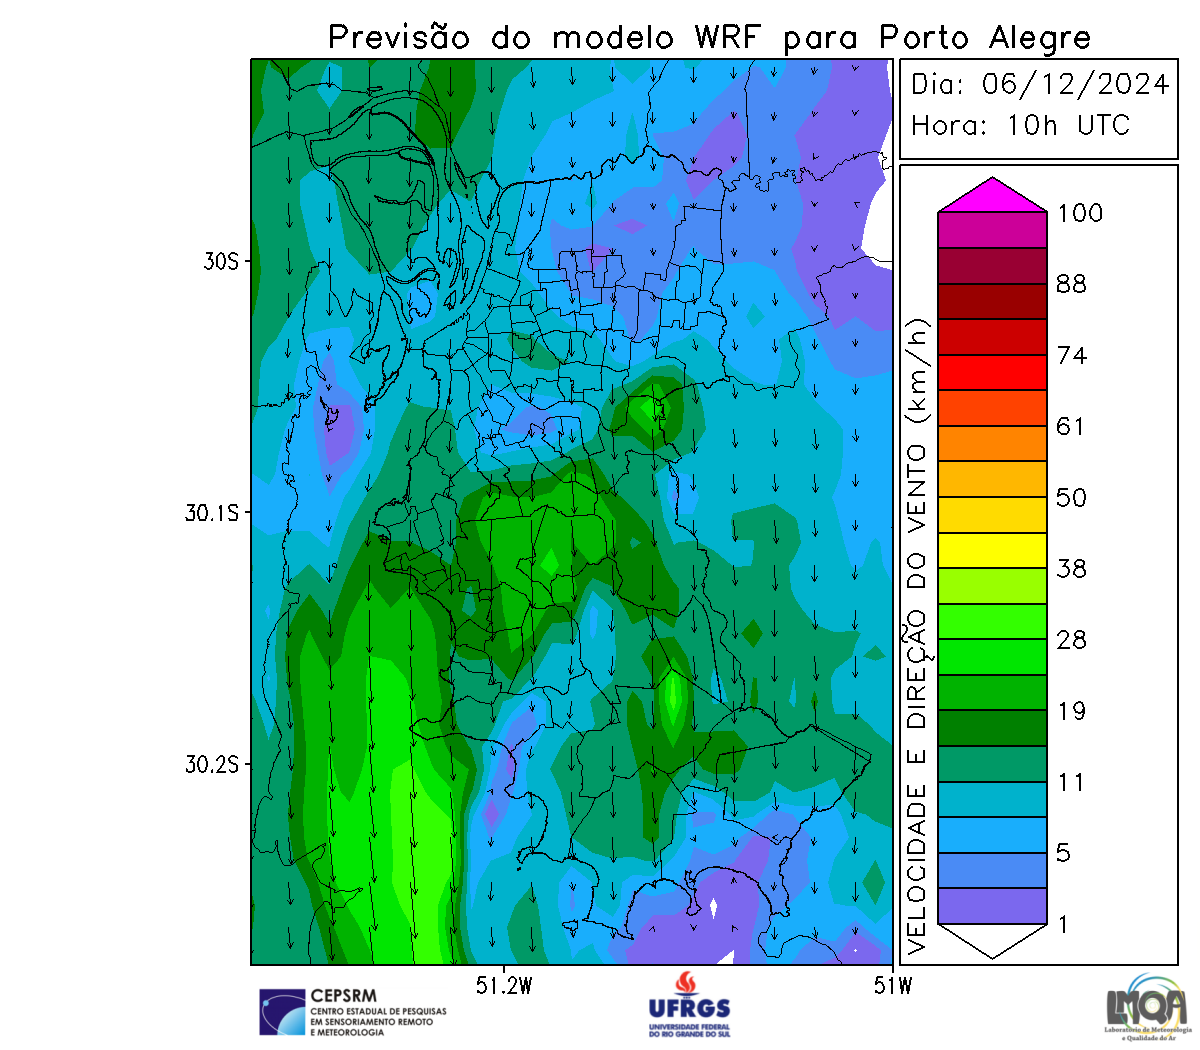 Previsão do modelo WRF para Porto Alegre
Dia: 06/12/2024
Hora: 10h UTC
30S
30.1S
30.2S
51.2W
51W
VELOCIDADE E DIREÇÃO DO VENTO (km/h)
100
88
74
61
50
38
28
19
11
5
1
CEPSRM
CENTRO ESTADUAL DE PESQUISAS
EM SENSORIAMENTO REMOTO
E METEOROLOGIA
UFRGS
UNIVERSIDADE FEDERAL
DO RIO GRANDE DO SUL
LMQA
Laboratório de Meteorologia
e Qualidade do Ar